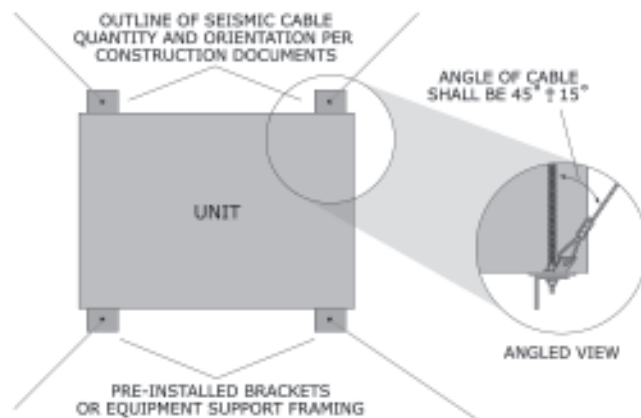 OUTLINE OF SEISMIC CABLE
QUANTITY AND ORIENTATION PER
CONSTRUCTION DOCUMENTS
ANGLE OF CABLE
SHALL BE 45° ± 15°
UNIT
ANGLED VIEW
PRE-INSTALLED BRACKETS
OR EQUIPMENT SUPPORT FRAMING